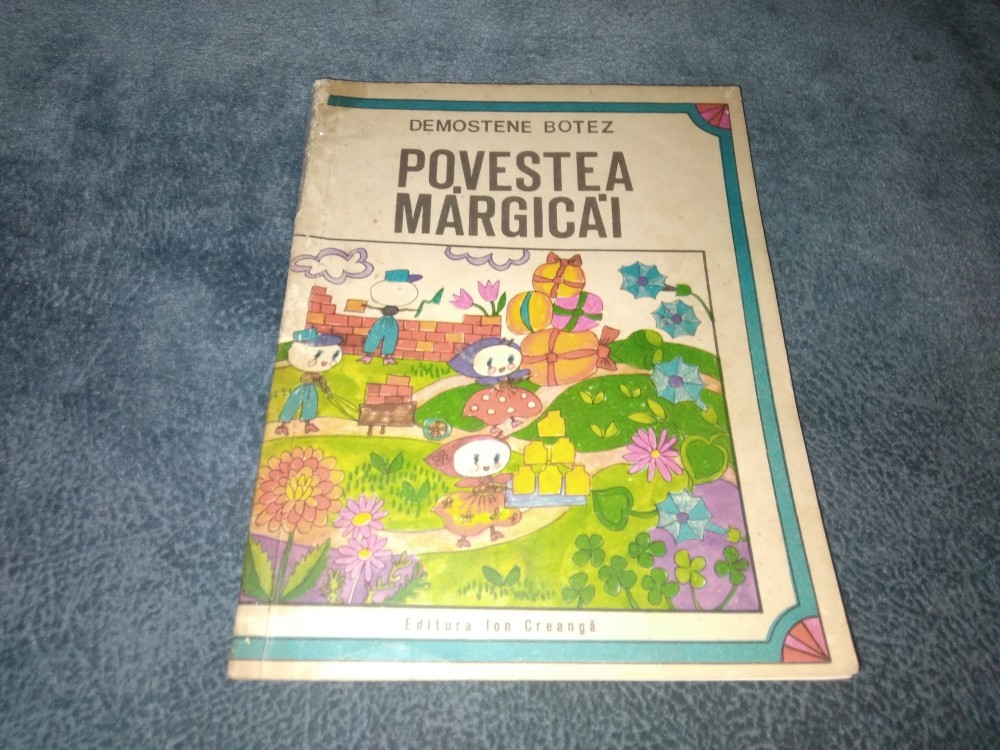 DEMOSTENE BOTEZ
POVESTEA
MĂRGICĂI
Editura Ion Creangă